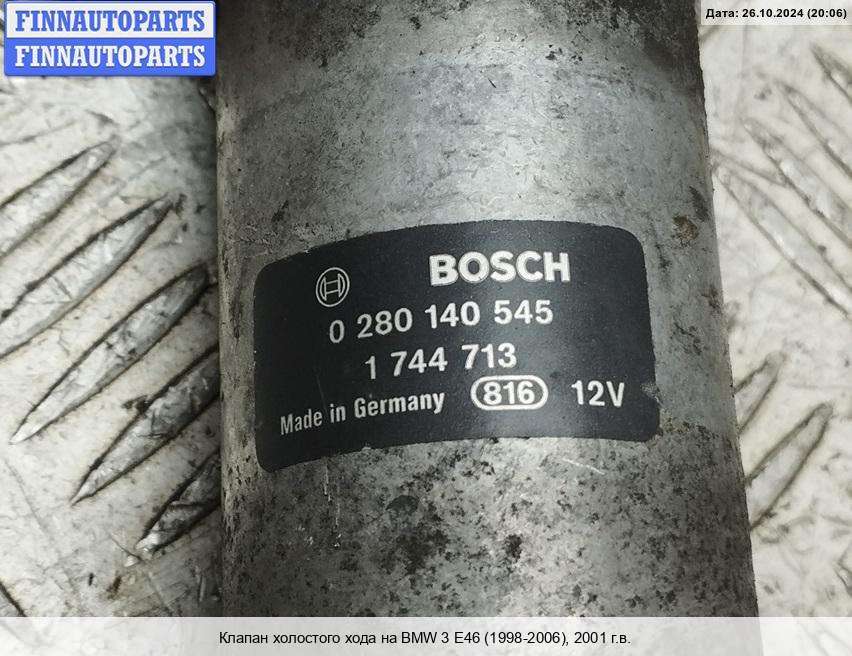 FINNAUTOPARTS
FINNAUTOPARTS
Дата: 26.10.2024 (20:06)
BOSCH
0 280 140 545
1 744 713
Made in Germany 816 12V
Клапан холостого хода на BMW 3 E46 (1998-2006), 2001 г.в.